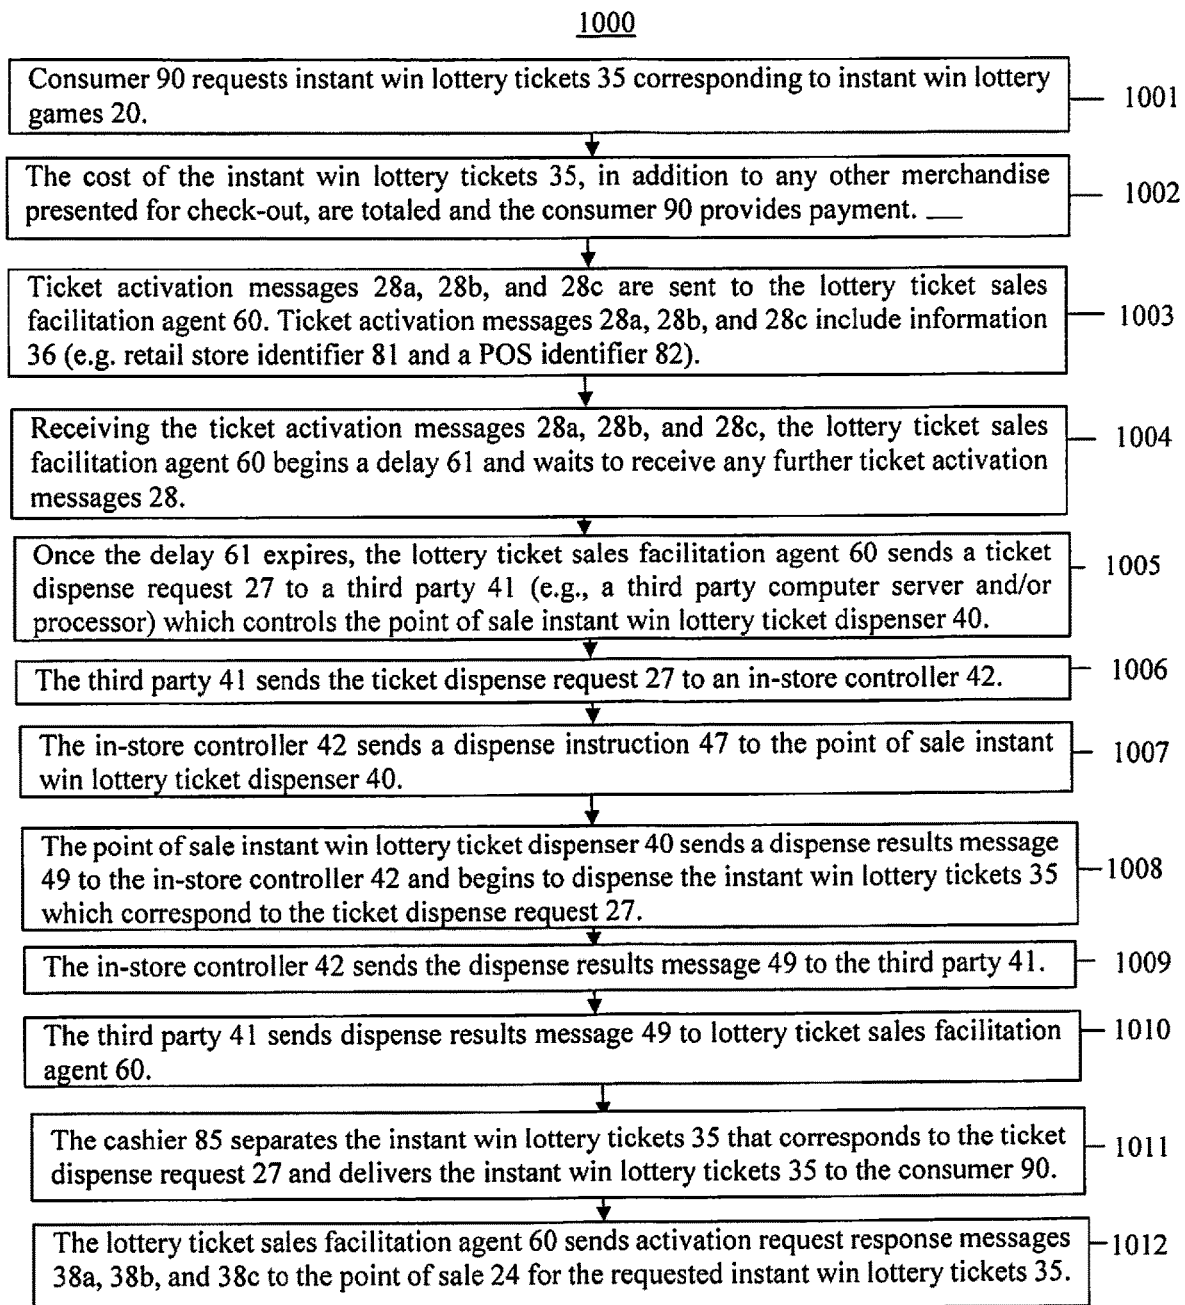 1000
Consumer 90 requests instant win lottery tickets 35 corresponding to instant win lottery
games 20.
1001
The cost of the instant win lottery tickets 35, in addition to any other merchandise
presented for check-out, are totaled and the consumer 90 provides payment. __
1002
Ticket activation messages 28a, 28b, and 28c are sent to the lottery ticket sales
facilitation agent 60. Ticket activation messages 28a, 28b, and 28c include information
36 (e.g. retail store identifier 81 and a POS identifier 82).
1003
Receiving the ticket activation messages 28a, 28b, and 28c, the lottery ticket sales
facilitation agent 60 begins a delay 61 and waits to receive any further ticket activation
messages 28.
1004
Once the delay 61 expires, the lottery ticket sales facilitation agent 60 sends a ticket
dispense request 27 to a third party 41 (e.g., a third party computer server and/or
processor) which controls the point of sale instant win lottery ticket dispenser 40.
1005
The third party 41 sends the ticket dispense request 27 to an in-store controller 42.
1006
The in-store controller 42 sends a dispense instruction 47 to the point of sale instant
win lottery ticket dispenser 40.
1007
The point of sale instant win lottery ticket dispenser 40 sends a dispense results message
49 to the in-store controller 42 and begins to dispense the instant win lottery tickets 35
which correspond to the ticket dispense request 27.
1008
The in-store controller 42 sends the dispense results message 49 to the third party 41.
1009
The third party 41 sends dispense results message 49 to lottery ticket sales facilitation
agent 60.
1010
The cashier 85 separates the instant win lottery tickets 35 that corresponds to the ticket
dispense request 27 and delivers the instant win lottery tickets 35 to the consumer 90.
1011
The lottery ticket sales facilitation agent 60 sends activation request response messages
38a, 38b, and 38c to the point of sale 24 for the requested instant win lottery tickets 35.
1012